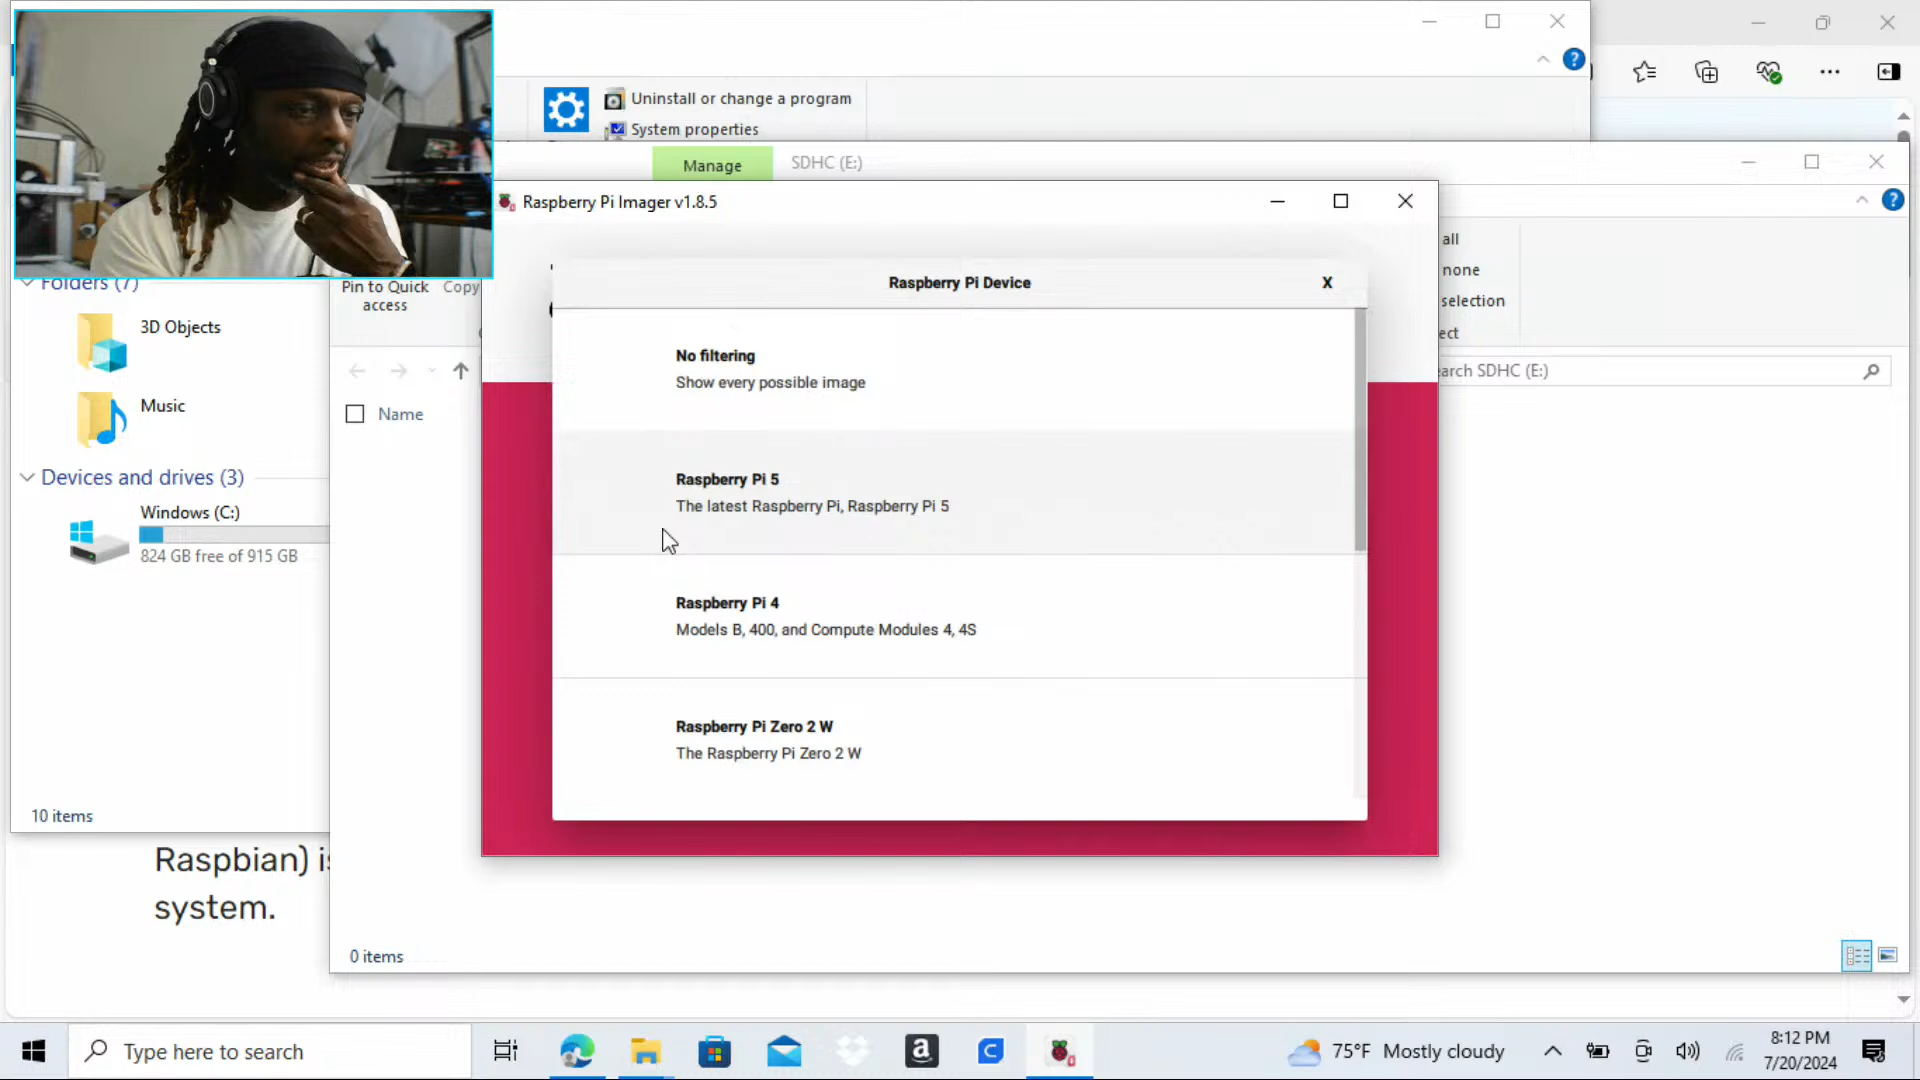 Uninstall or change a program
System properties
Manage
SDHC (E:)
Raspberry Pi Imager v1.8.5
all
none
selection
ect
Folders (7)
Pin to Quick
access
Copy
3D Objects
Music
Name
arch SDHC (E:)
Devices and drives (3)
Windows (C:)
824 GB free of 915 GB
Raspberry Pi Device
X
No filtering
Show every possible image
Raspberry Pi 5
The latest Raspberry Pi, Raspberry Pi 5
Raspberry Pi 4
Models B, 400, and Compute Modules 4, 4S
Raspberry Pi Zero 2 W
The Raspberry Pi Zero 2 W
10 items
Raspbian) is
system.
0 items
Type here to search
75°F Mostly cloudy
8:12 PM
7/20/2024